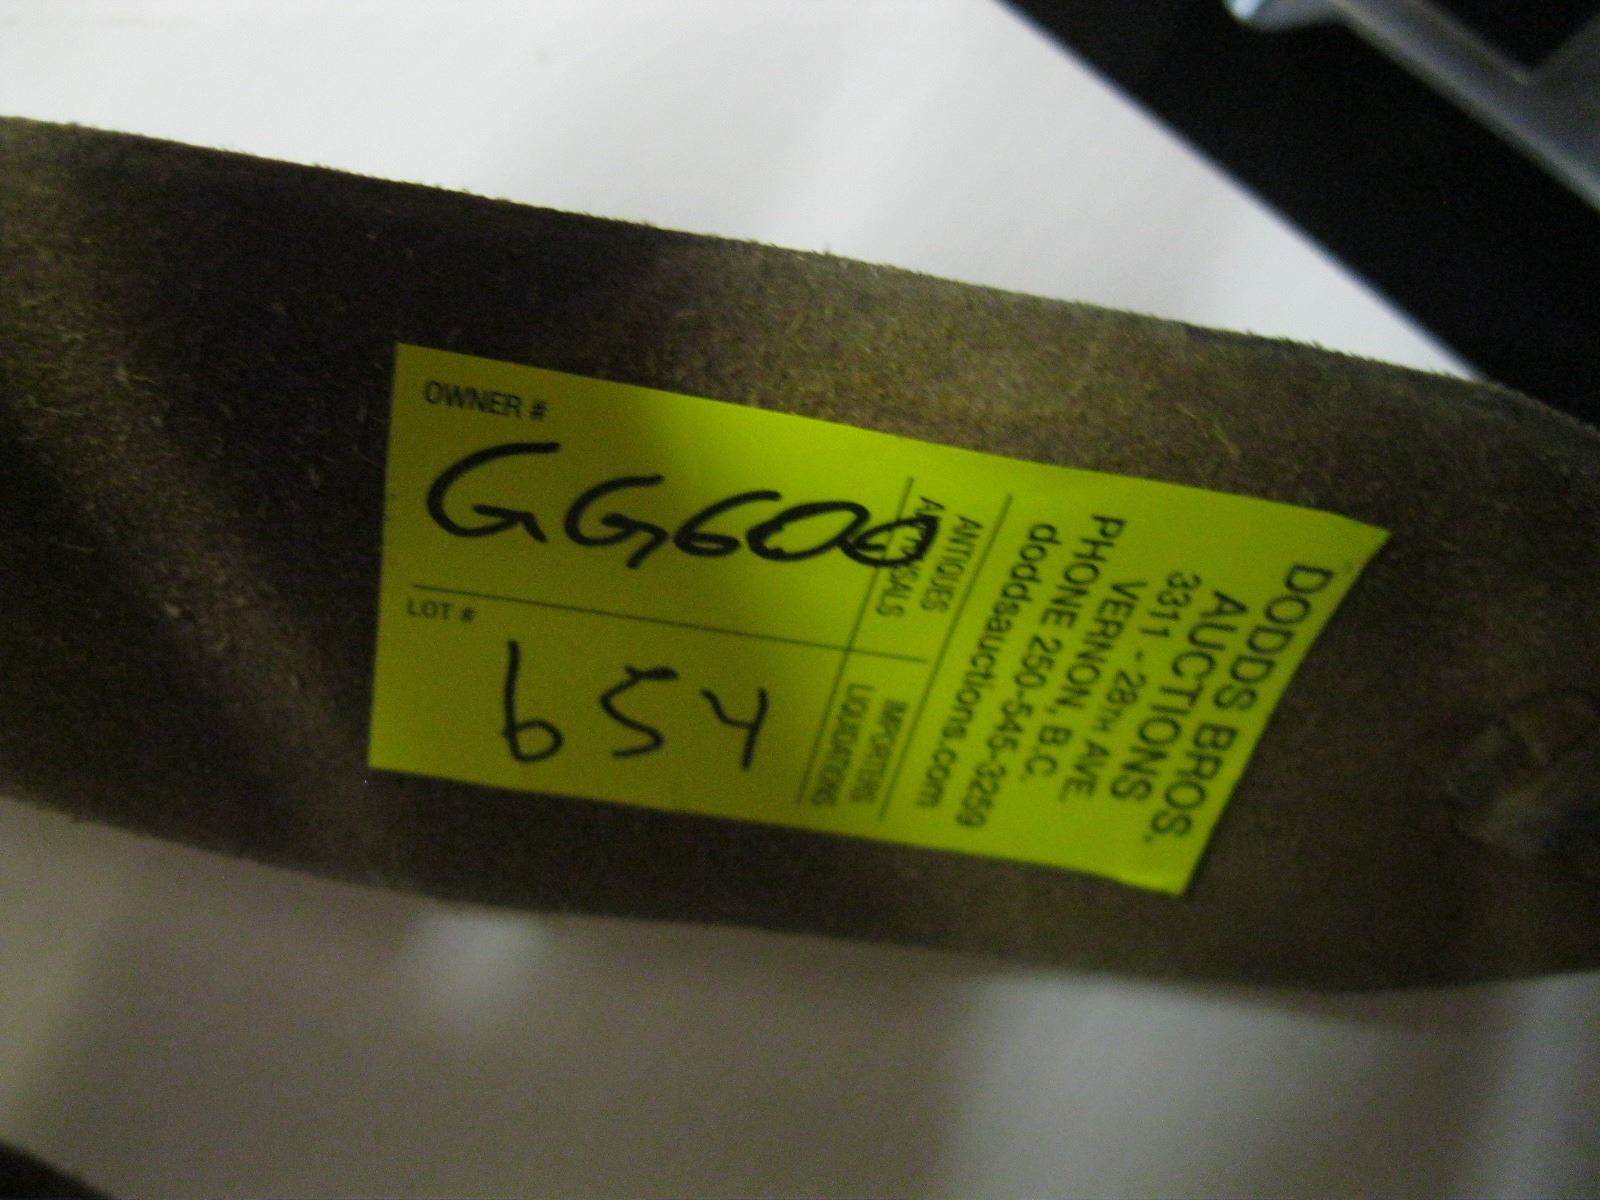 DODDS BROS.
AUCTIONS
3311 - 28TH AVE
VERNON, B.C.
PHONE 250-545-3259
doddsauctions.com
ANTIQUES
APPRAISALS
IMPORTERS
LIQUIDATIONS
OWNER #
GG600
LOT #
654